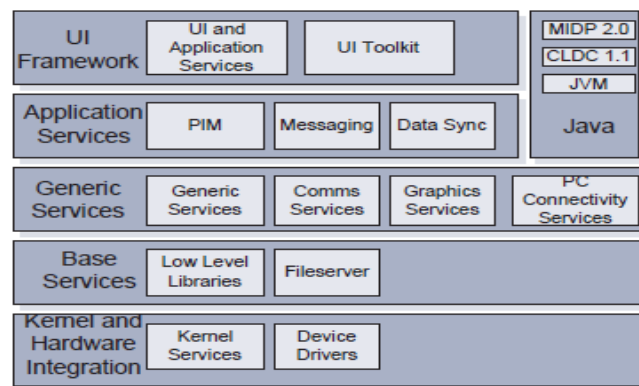 UI
Framework
UI and
Application
Services
UI Toolkit
MIDP 2.0
CLDC 1.1
JVM
Java
Application
Services
PIM
Messaging
Data Sync
Generic
Services
Generic
Services
Comms
Services
Graphics
Services
PC
Connectivity
Services
Base
Services
Low Level
Libraries
Fileserver
Kernel and
Hardware
Integration
Kernel
Services
Device
Drivers